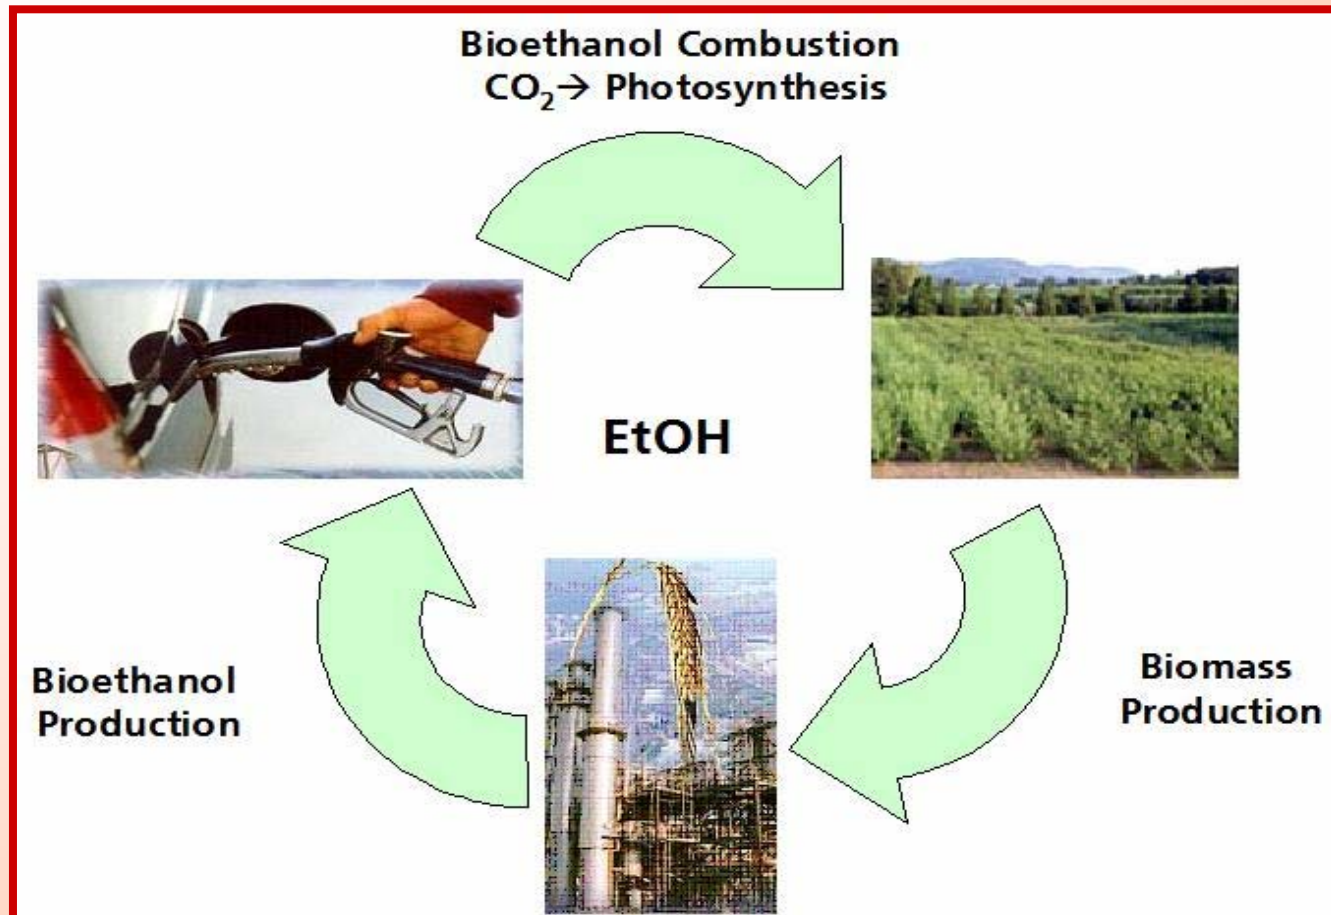 Bioethanol Combustion
CO₂→ Photosynthesis
EtOH
Bioethanol
Production
Biomass
Production